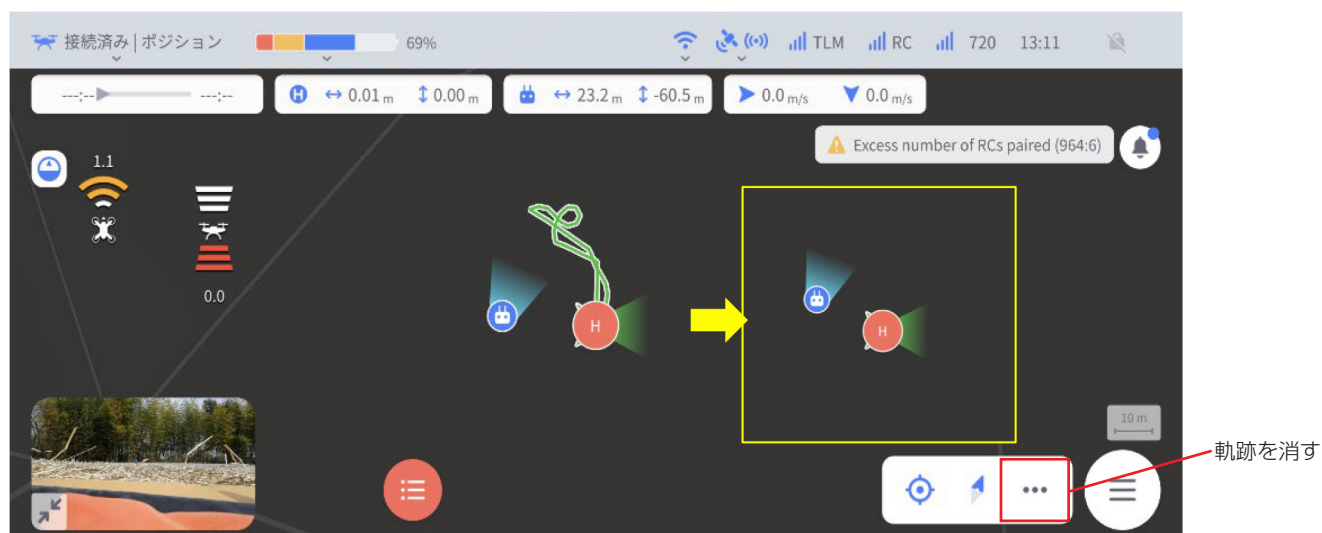 接続済み | ポジション 69% TLM RC 720 13:11
---:-- ---:-- H ↔ 0.01 m ↕ 0.00 m ↔ 23.2 m ↕ -60.5 m 0.0 m/s 0.0 m/s
Excess number of RCs paired (964:6)
1.1
0.0
H
H
10 m
軌跡を消す